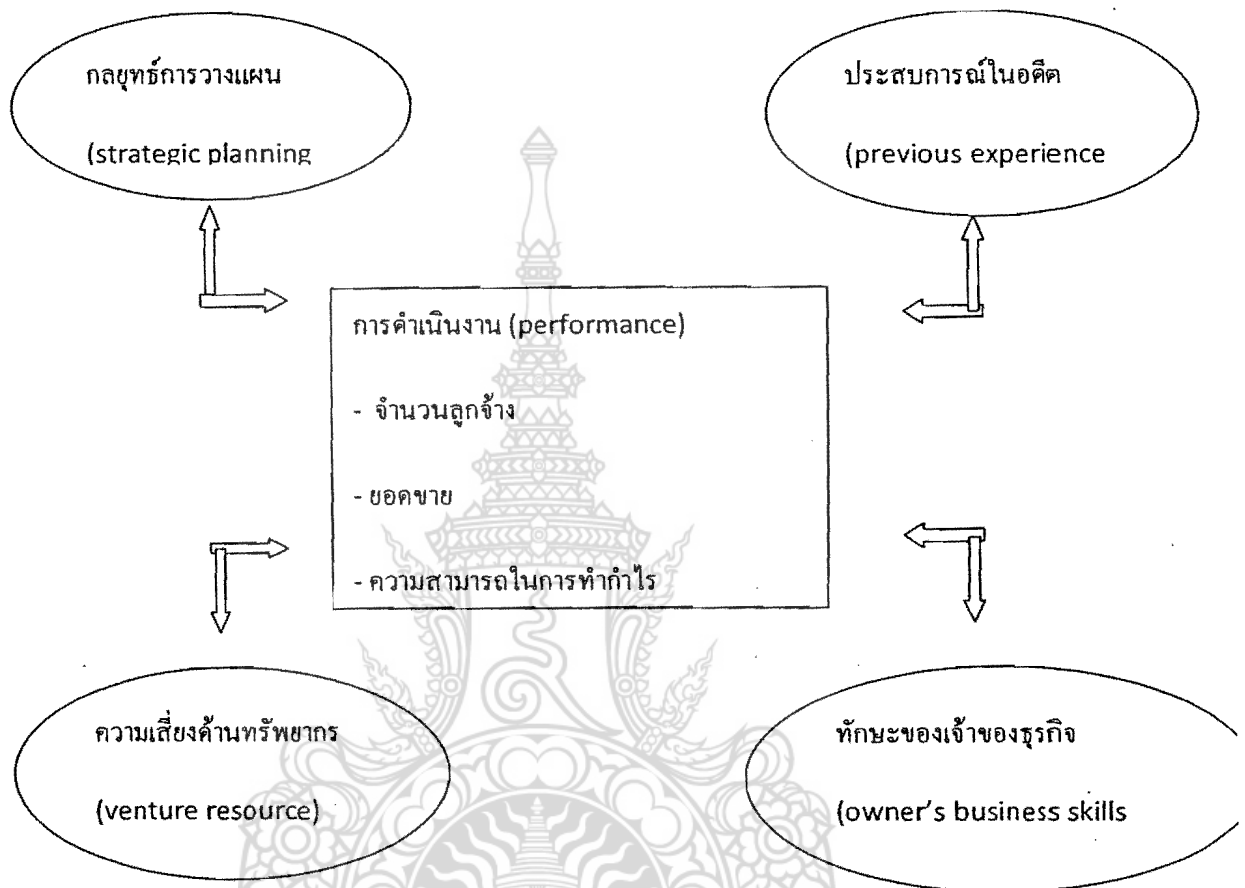 กลยุทธ์การวางแผน
(strategic planning
ประสบการณ์ในอดีต
(previous experience
การดำเนินงาน (performance)
- จำนวนลูกจ้าง
- ยอดขาย
- ความสามารถในการทำกำไร
ความเสี่ยงด้านทรัพยากร
(venture resource)
ทักษะของเจ้าของธุรกิจ
(owner's business skills